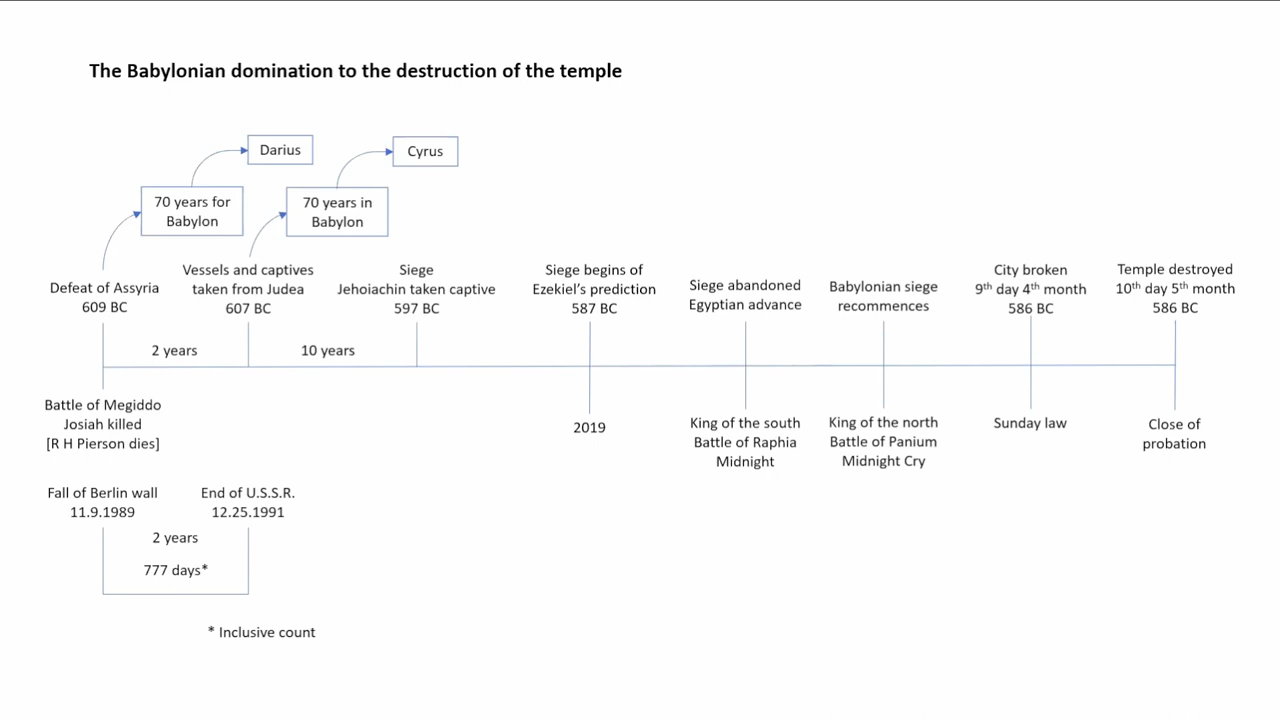 The Babylonian domination to the destruction of the temple
Darius
Cyrus
70 years for
Babylon
70 years in
Babylon
Defeat of Assyria
609 BC
Vessels and captives
taken from Judea
607 BC
Siege
Jehoiachin taken captive
597 BC
Siege begins of
Ezekiel's prediction
587 BC
Siege abandoned
Egyptian advance
Babylonian siege
recommences
City broken
9th day 4th month
586 BC
Temple destroyed
10th day 5th month
586 BC
2 years
10 years
Battle of Megiddo
Josiah killed
[R H Pierson dies]
2019
King of the south
Battle of Raphia
Midnight
King of the north
Battle of Panium
Midnight Cry
Sunday law
Close of
probation
Fall of Berlin wall
11.9.1989
End of U.S.S.R.
12.25.1991
2 years
777 days*
* Inclusive count